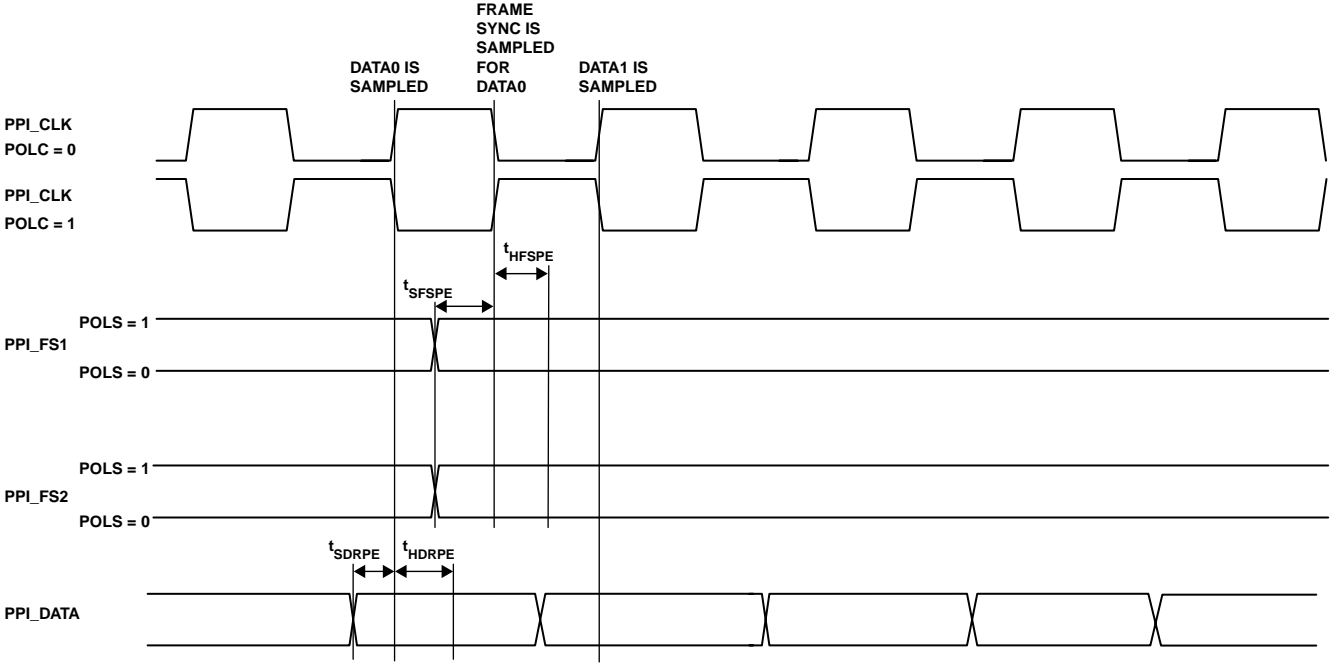 FRAME
SYNC IS
SAMPLED
FOR
DATA0
DATA0 IS
SAMPLED
DATA1 IS
SAMPLED
PPI_CLK
POLC = 0
PPI_CLK
POLC = 1
tHFSPE
tSFSPE
POLS = 1
PPI_FS1
POLS = 0
POLS = 1
PPI_FS2
POLS = 0
tSDRPE
tHDRPE
PPI_DATA